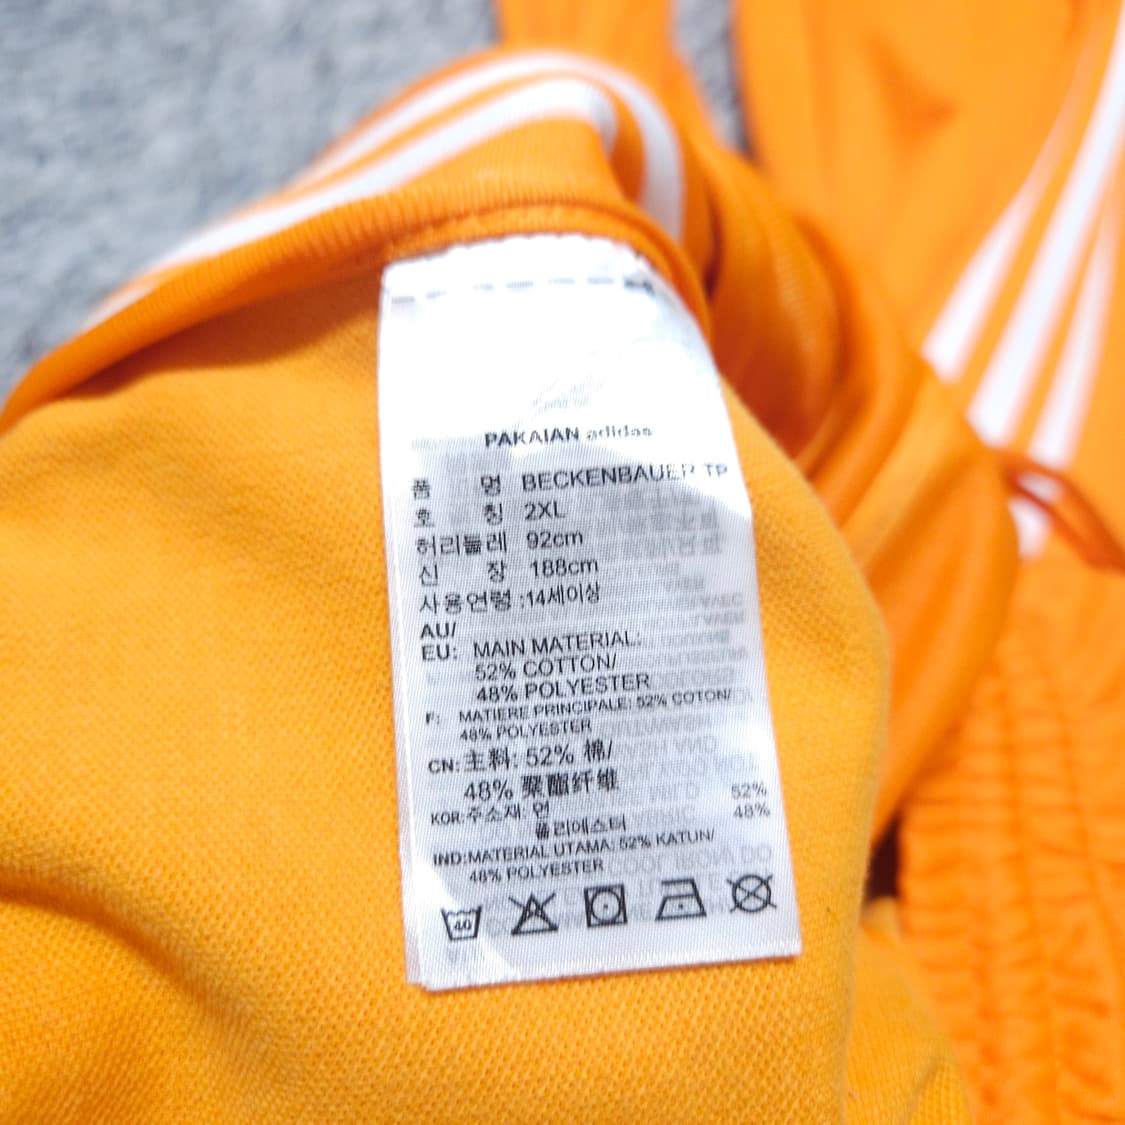 PAKAIAN adidas
품 명 BECKENBAUER TP
호 칭 2XL
허리둘레 92cm
신 장 188cm
사용연령 :14세이상
AU/
EU: MAIN MATERIAL:
52% COTTON/
48% POLYESTER
F: MATIERE PRINCIPALE: 52% COTON/
48% POLYESTER
CN: 主料: 52% 棉/
48% 聚酯纤维
KOR: 주소재: 면 52%
폴리에스터 48%
IND:MATERIAL UTAMA: 52% KATUN/
48% POLYESTER
40